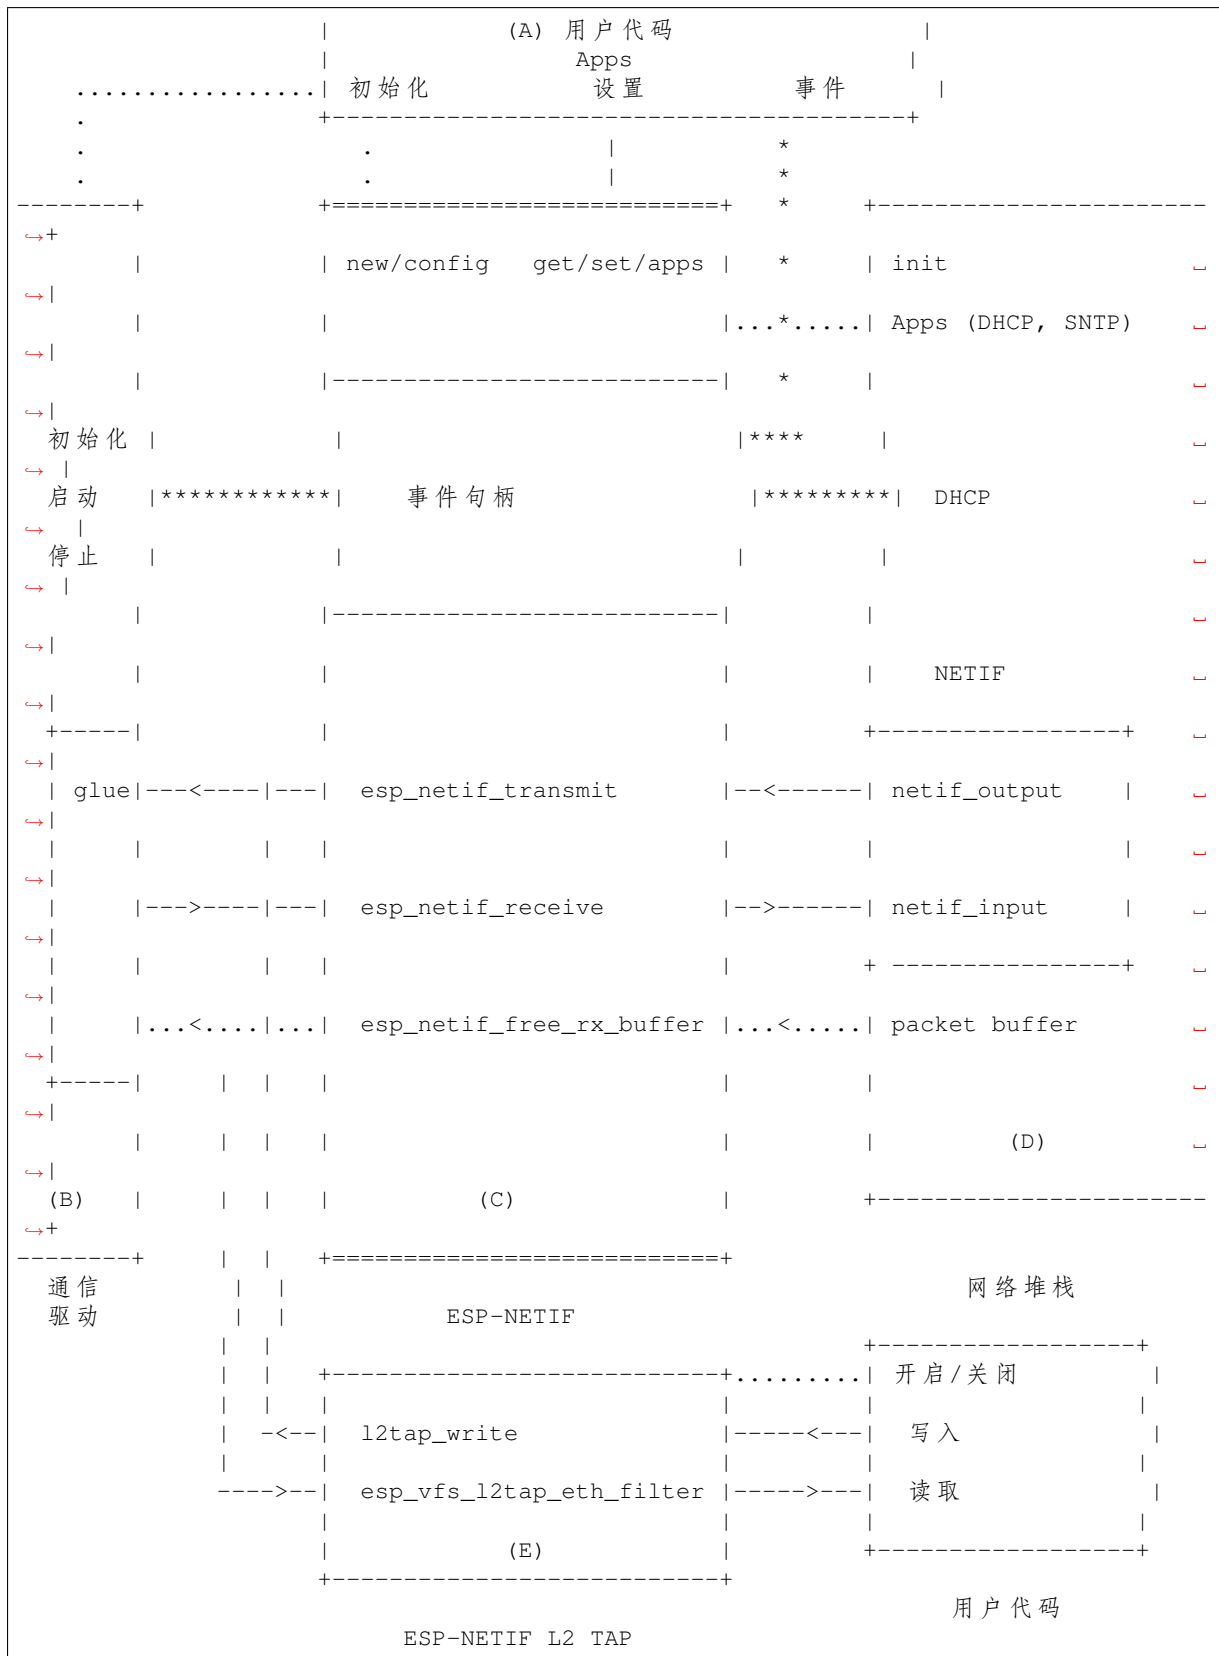 (A) 用户代码
Apps
初始化 设置 事件
new/config get/set/apps init
Apps (DHCP, SNTP)
初始化
启动 事件句柄 DHCP
停止
NETIF
glue esp_netif_transmit netif_output
esp_netif_receive netif_input
esp_netif_free_rx_buffer packet buffer
(D)
(B) (C)
通信 网络堆栈
驱动 ESP-NETIF
开启/关闭
l2tap_write 写入
esp_vfs_l2tap_eth_filter 读取
(E)
用户代码
ESP-NETIF L2 TAP